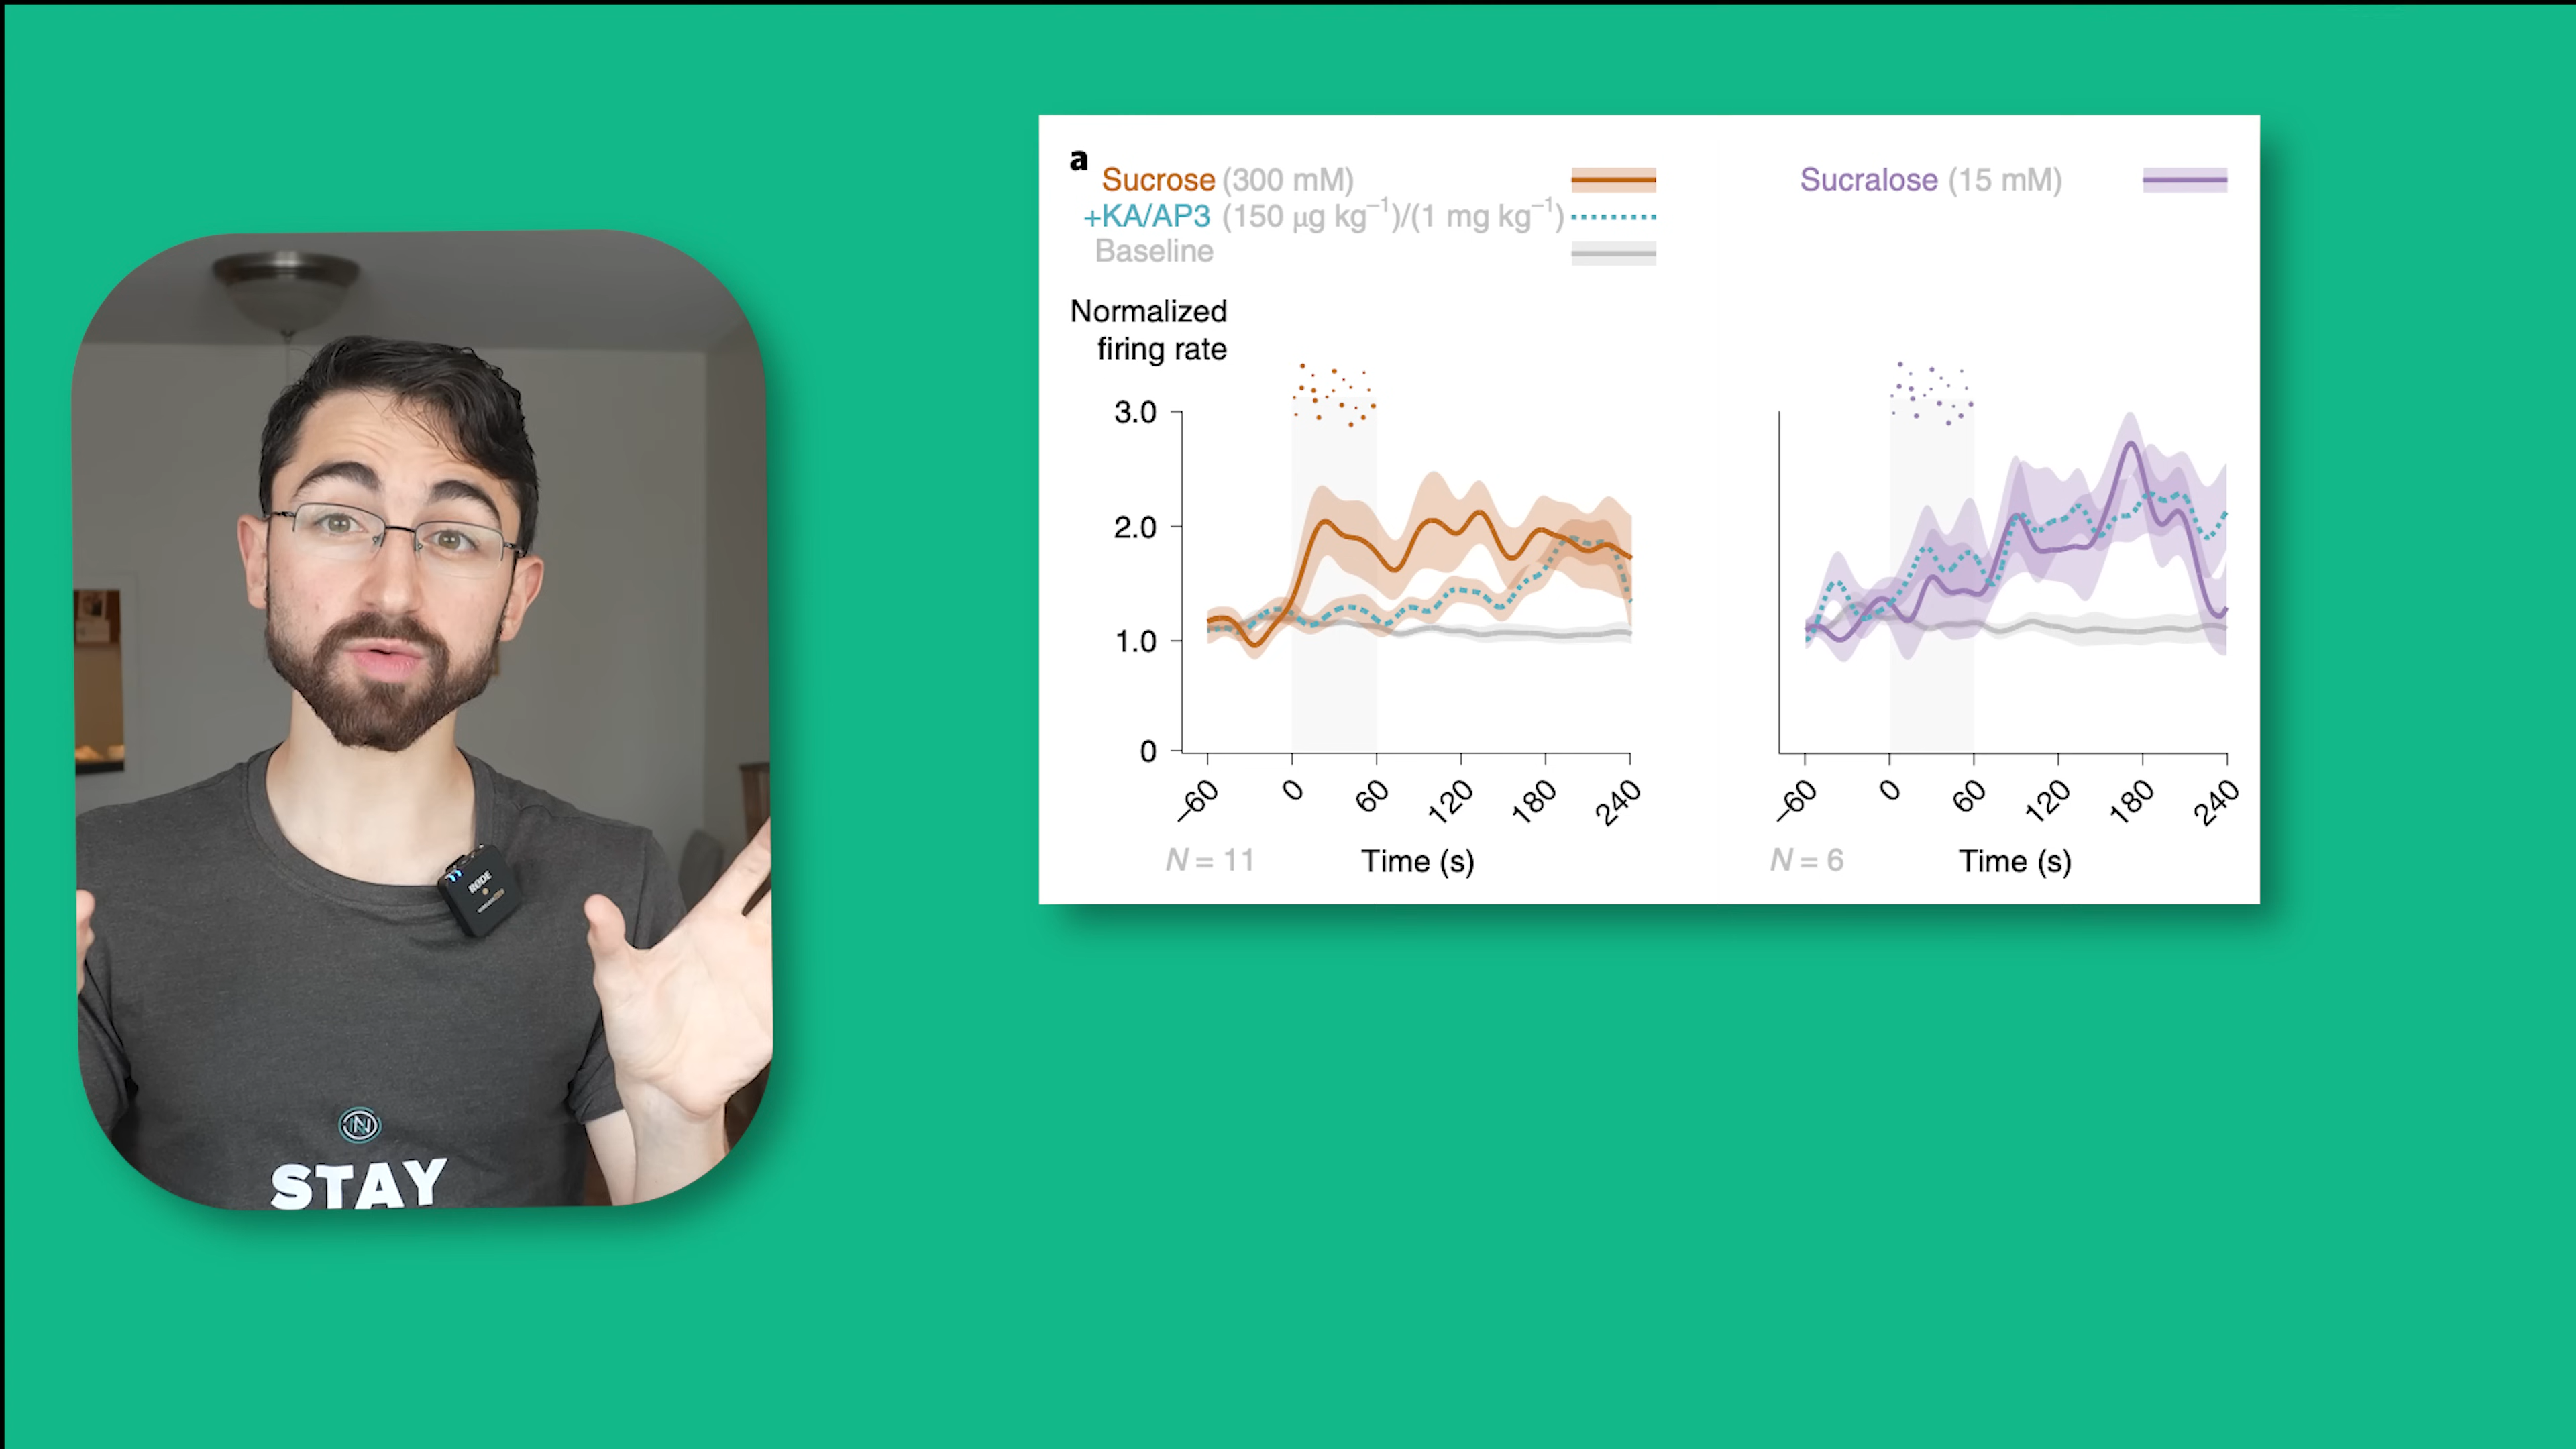 a
Sucrose (300 mM)
+KA/AP3 (150 µg kg⁻¹)/(1 mg kg⁻¹)
Baseline
Sucralose (15 mM)
Normalized
firing rate
3.0
2.0
1.0
0
–60 0 60 120 180 240
–60 0 60 120 180 240
N = 11 Time (s)
N = 6 Time (s)
RØDE
N
STAY